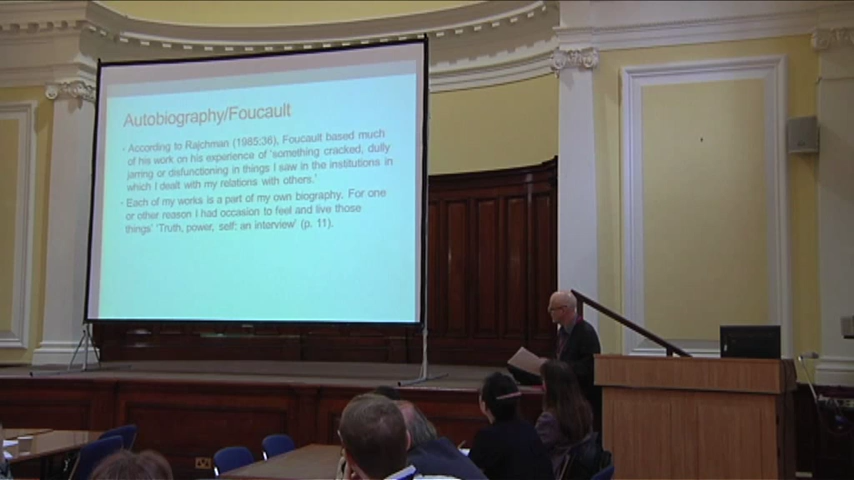 Autobiography/Foucault
• According to Rajchman (1985:36), Foucault based much
of his work on his experience of 'something cracked, dully
jarring or disfunctioning in things I saw in the institutions in
which I dealt with my relations with others.'
• Each of my works is a part of my own biography. For one
or other reason I had occasion to feel and live those
things' 'Truth, power, self: an interview' (p. 11).